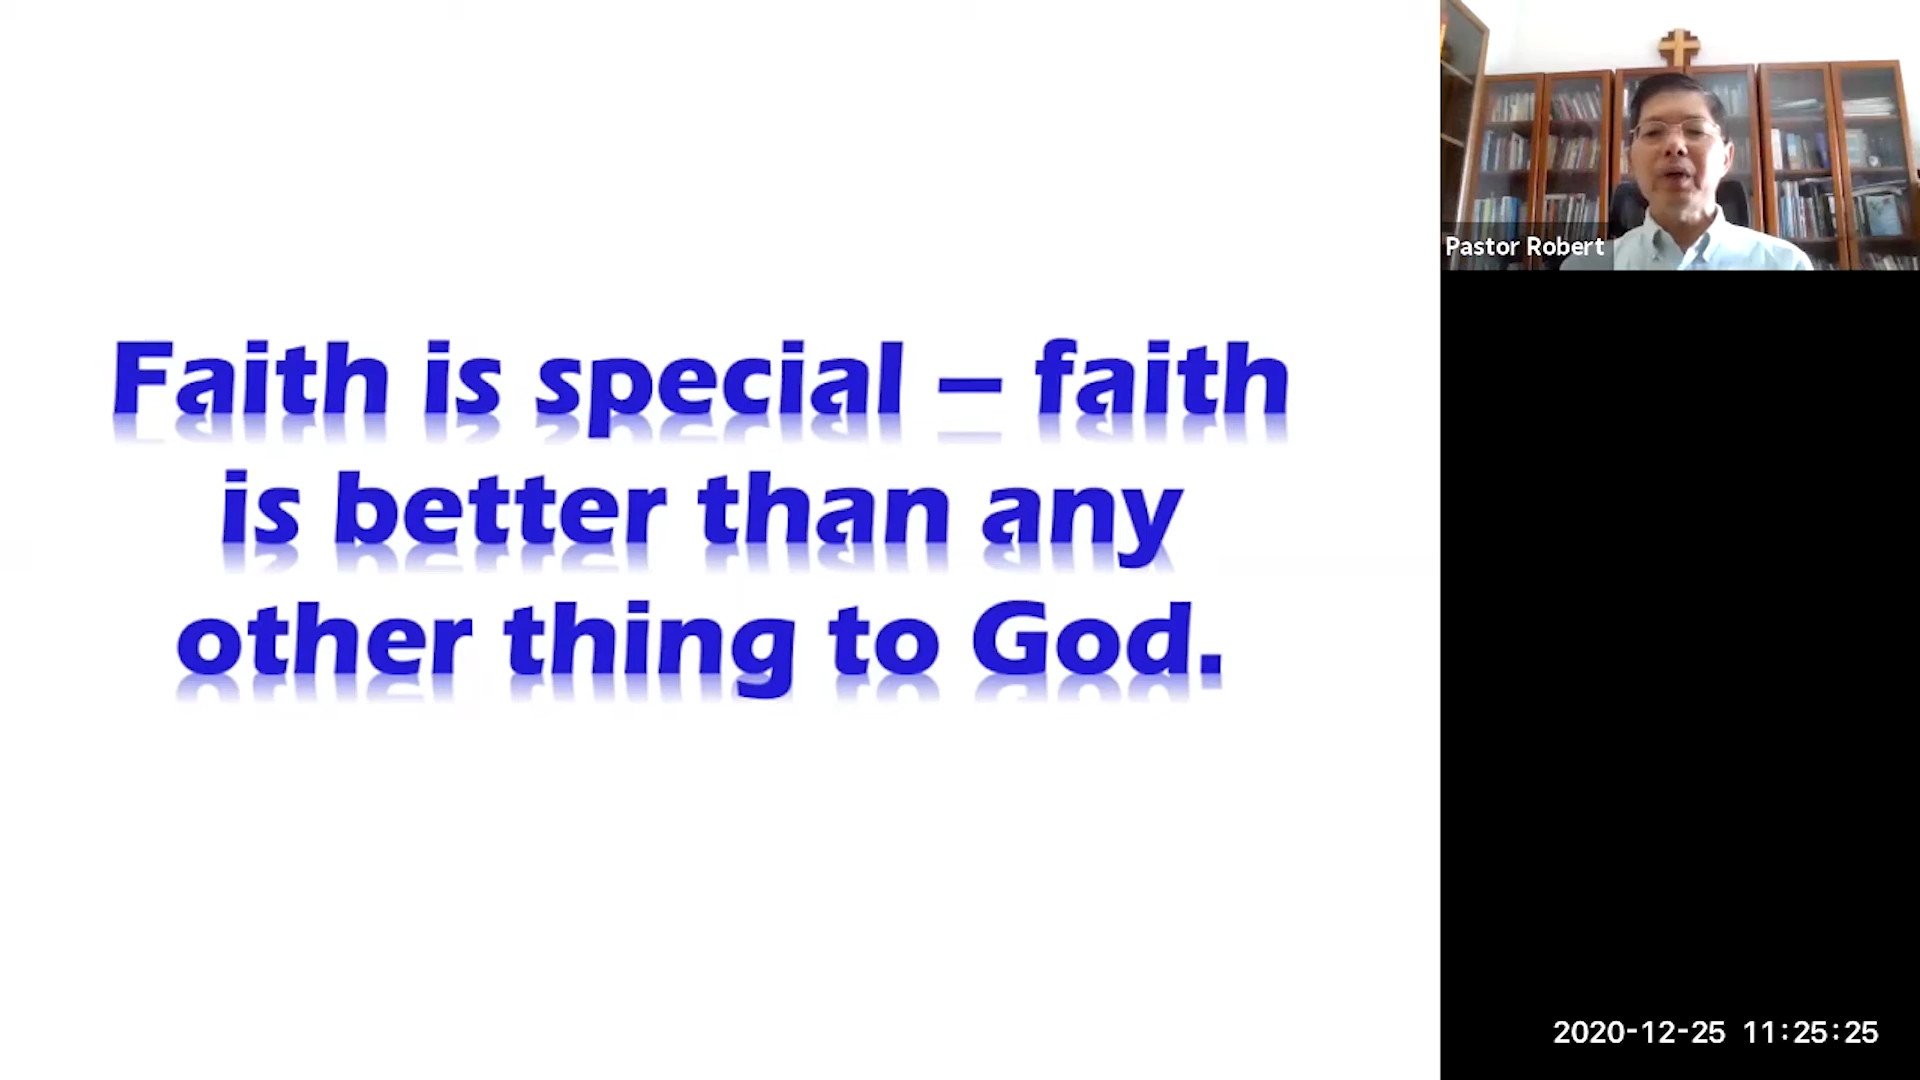 Faith is special – faith
is better than any
other thing to God.
Pastor Robert
2020-12-25 11:25:25